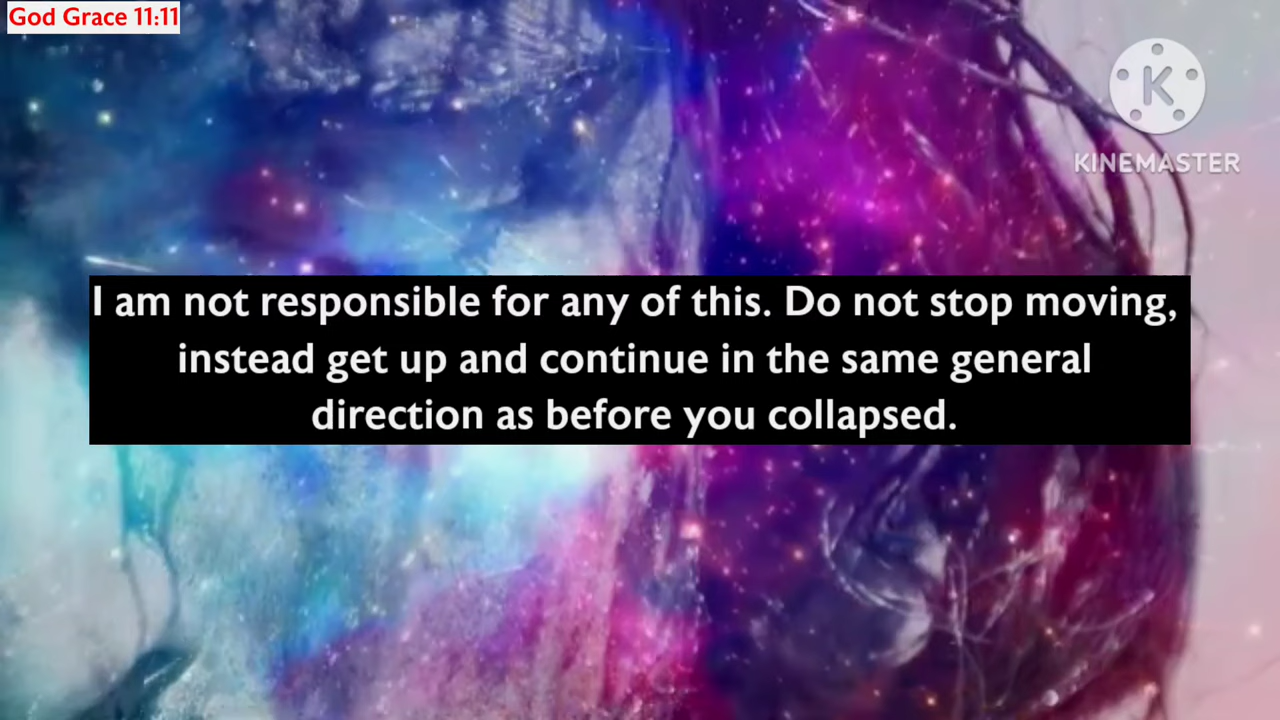 God Grace 11:11
K
KINEMASTER
I am not responsible for any of this. Do not stop moving,
instead get up and continue in the same general
direction as before you collapsed.